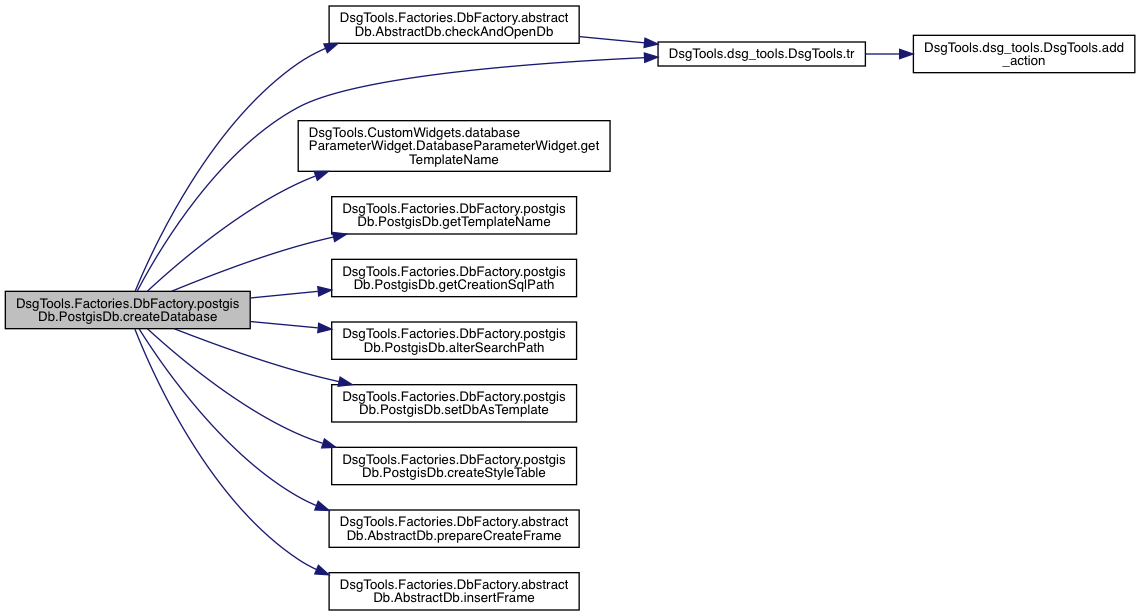 DsgTools.Factories.DbFactory.postgis
Db.PostgisDb.createDatabase
DsgTools.Factories.DbFactory.abstract
Db.AbstractDb.checkAndOpenDb
DsgTools.dsg_tools.DsgTools.tr
DsgTools.dsg_tools.DsgTools.add
_action
DsgTools.CustomWidgets.database
ParameterWidget.DatabaseParameterWidget.get
TemplateName
DsgTools.Factories.DbFactory.postgis
Db.PostgisDb.getTemplateName
DsgTools.Factories.DbFactory.postgis
Db.PostgisDb.getCreationSqlPath
DsgTools.Factories.DbFactory.postgis
Db.PostgisDb.alterSearchPath
DsgTools.Factories.DbFactory.postgis
Db.PostgisDb.setDbAsTemplate
DsgTools.Factories.DbFactory.postgis
Db.PostgisDb.createStyleTable
DsgTools.Factories.DbFactory.abstract
Db.AbstractDb.prepareCreateFrame
DsgTools.Factories.DbFactory.abstract
Db.AbstractDb.insertFrame